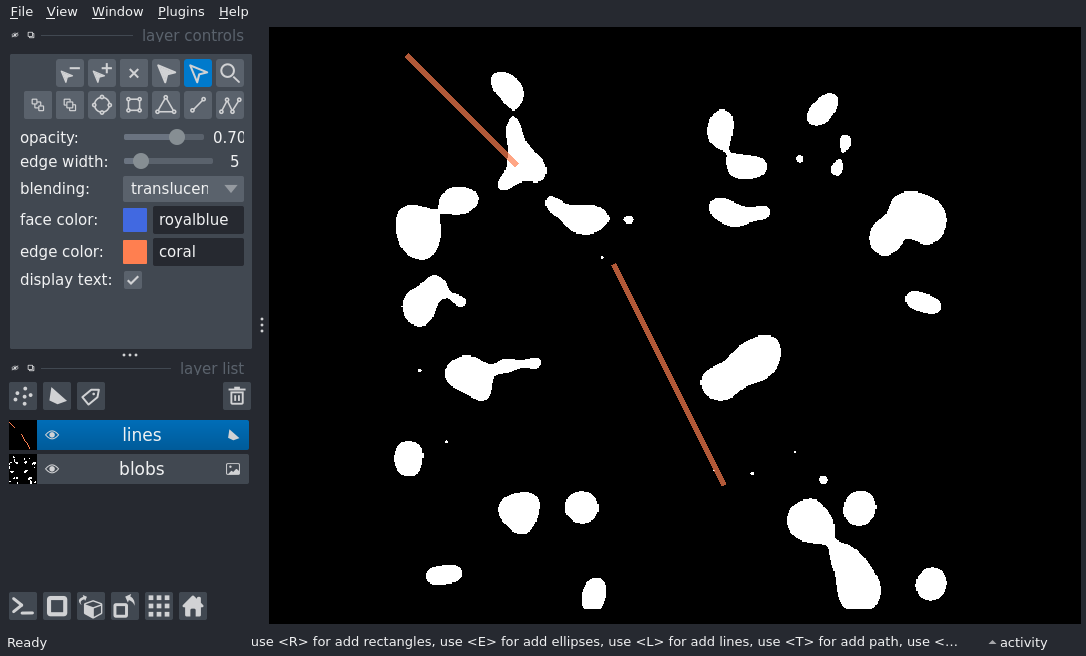 File View Window Plugins Help
layer controls
opacity: 0.70
edge width: 5
blending: translucen
face color: royalblue
edge color: coral
display text:
layer list
lines
blobs
Ready use <R> for add rectangles, use <E> for add ellipses, use <L> for add lines, use <T> for add path, use <... activity